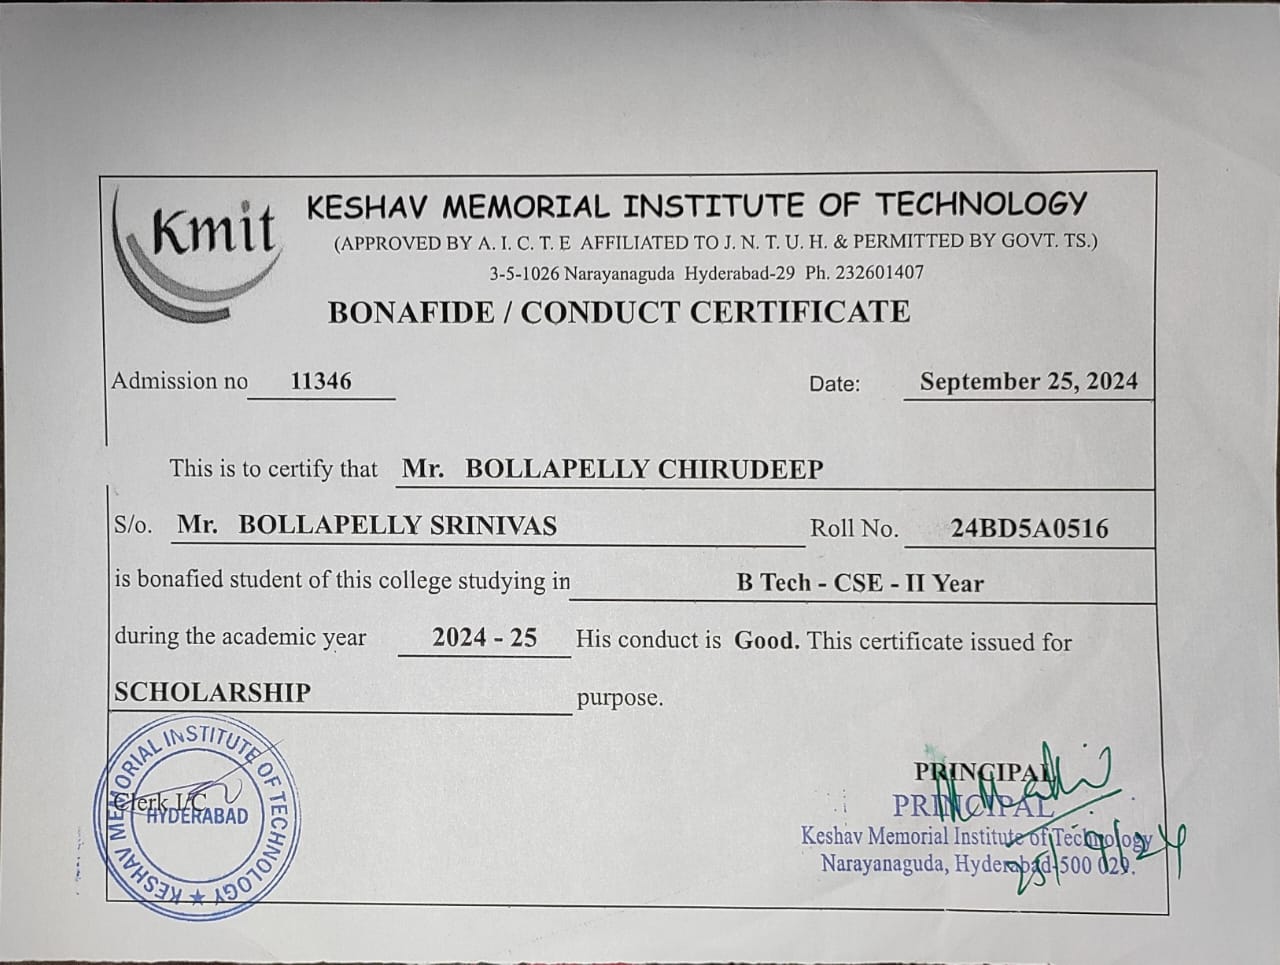 Kmit
KESHAV MEMORIAL INSTITUTE OF TECHNOLOGY
(APPROVED BY A. I. C. T. E AFFILIATED TO J. N. T. U. H. & PERMITTED BY GOVT. TS.)
3-5-1026 Narayanaguda Hyderabad-29 Ph. 232601407
BONAFIDE / CONDUCT CERTIFICATE
Admission no 11346 Date: September 25, 2024
This is to certify that Mr. BOLLAPELLY CHIRUDEEP
S/o. Mr. BOLLAPELLY SRINIVAS Roll No. 24BD5A0516
is bonafied student of this college studying in B Tech - CSE - II Year
during the academic year 2024 - 25 His conduct is Good. This certificate issued for
SCHOLARSHIP purpose.
KESHAV MEMORIAL INSTITUTE OF TECHNOLOGY ★
Clerk I/C
HYDERABAD
PRINCIPAL
PRINCIPAL
Keshav Memorial Institute of Technology
Narayanaguda, Hyderabad-500 029.
25/9/24